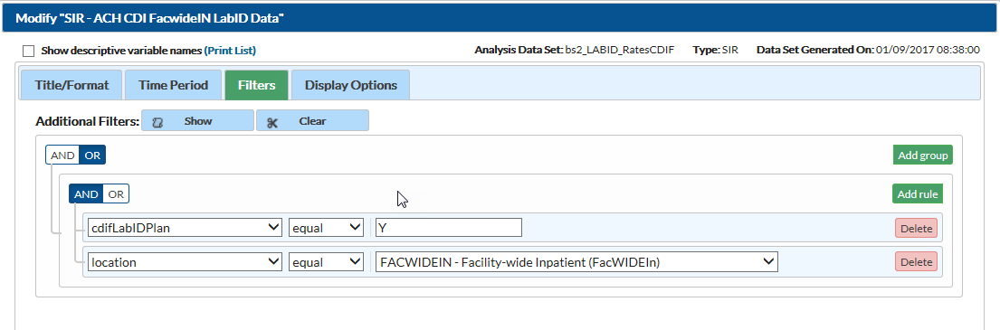 Modify "SIR - ACH CDI FacwideIN LabID Data"
Show descriptive variable names (Print List) Analysis Data Set: bs2_LABID_RatesCDIF Type: SIR Data Set Generated On: 01/09/2017 08:38:00
Title/Format Time Period Filters Display Options
Additional Filters: Show Clear
AND OR Add group
AND OR Add rule
cdifLabIDPlan equal Y Delete
location equal FACWIDEIN - Facility-wide Inpatient (FacWIDEIn) Delete